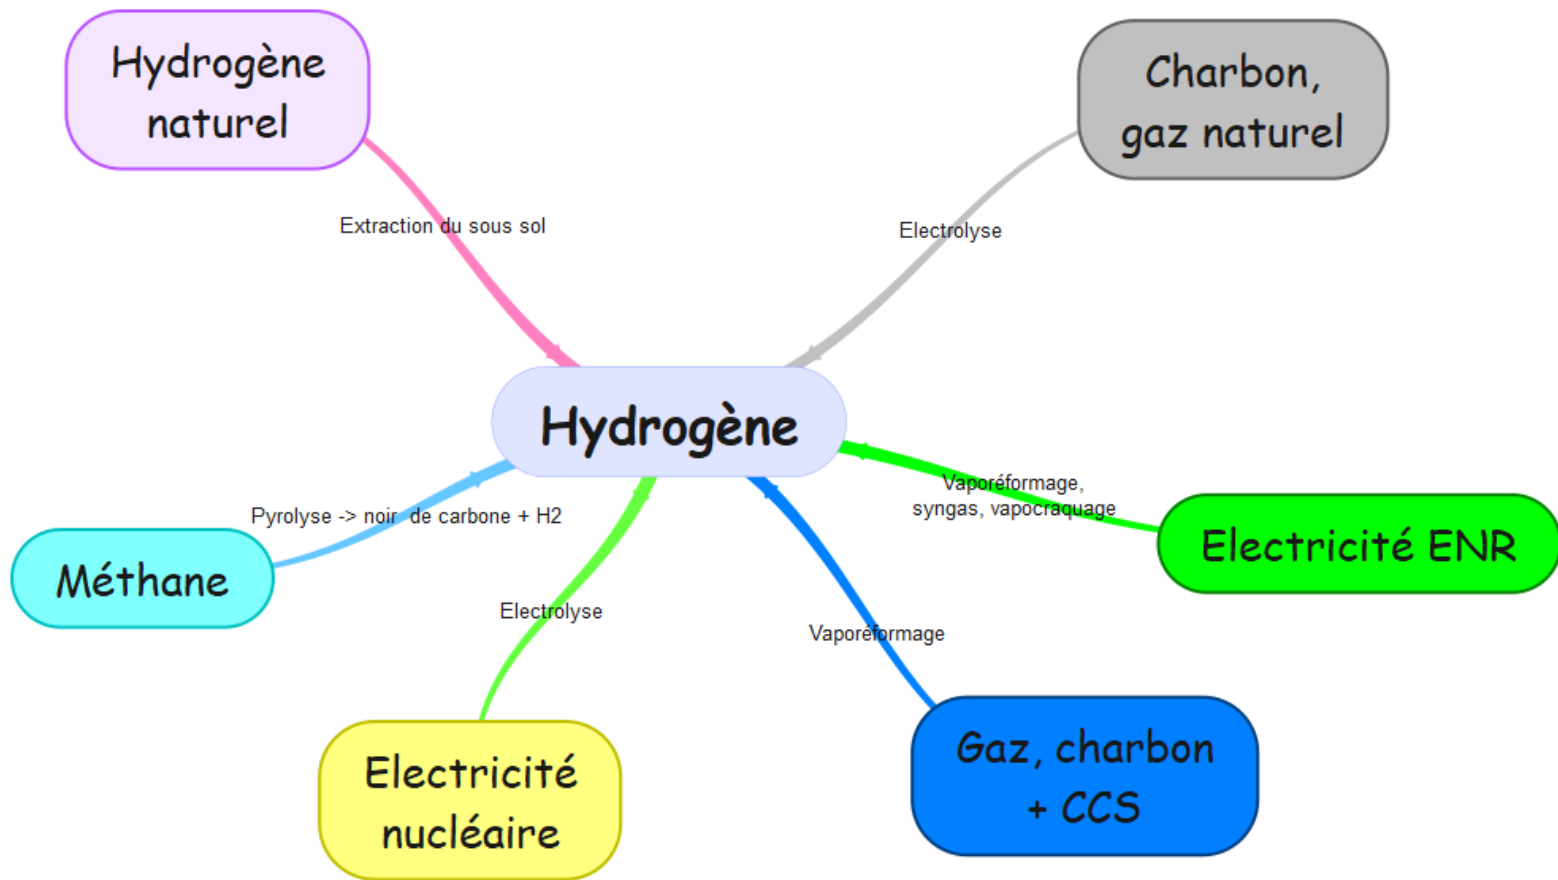 Hydrogène
naturel
Charbon,
gaz naturel
Extraction du sous sol
Electrolyse
Hydrogène
Vaporéformage,
syngas, vapocraquage
Electricité ENR
Pyrolyse -> noir  de carbone + H2
Méthane
Electrolyse
Vaporéformage
Electricité
nucléaire
Gaz, charbon
+ CCS